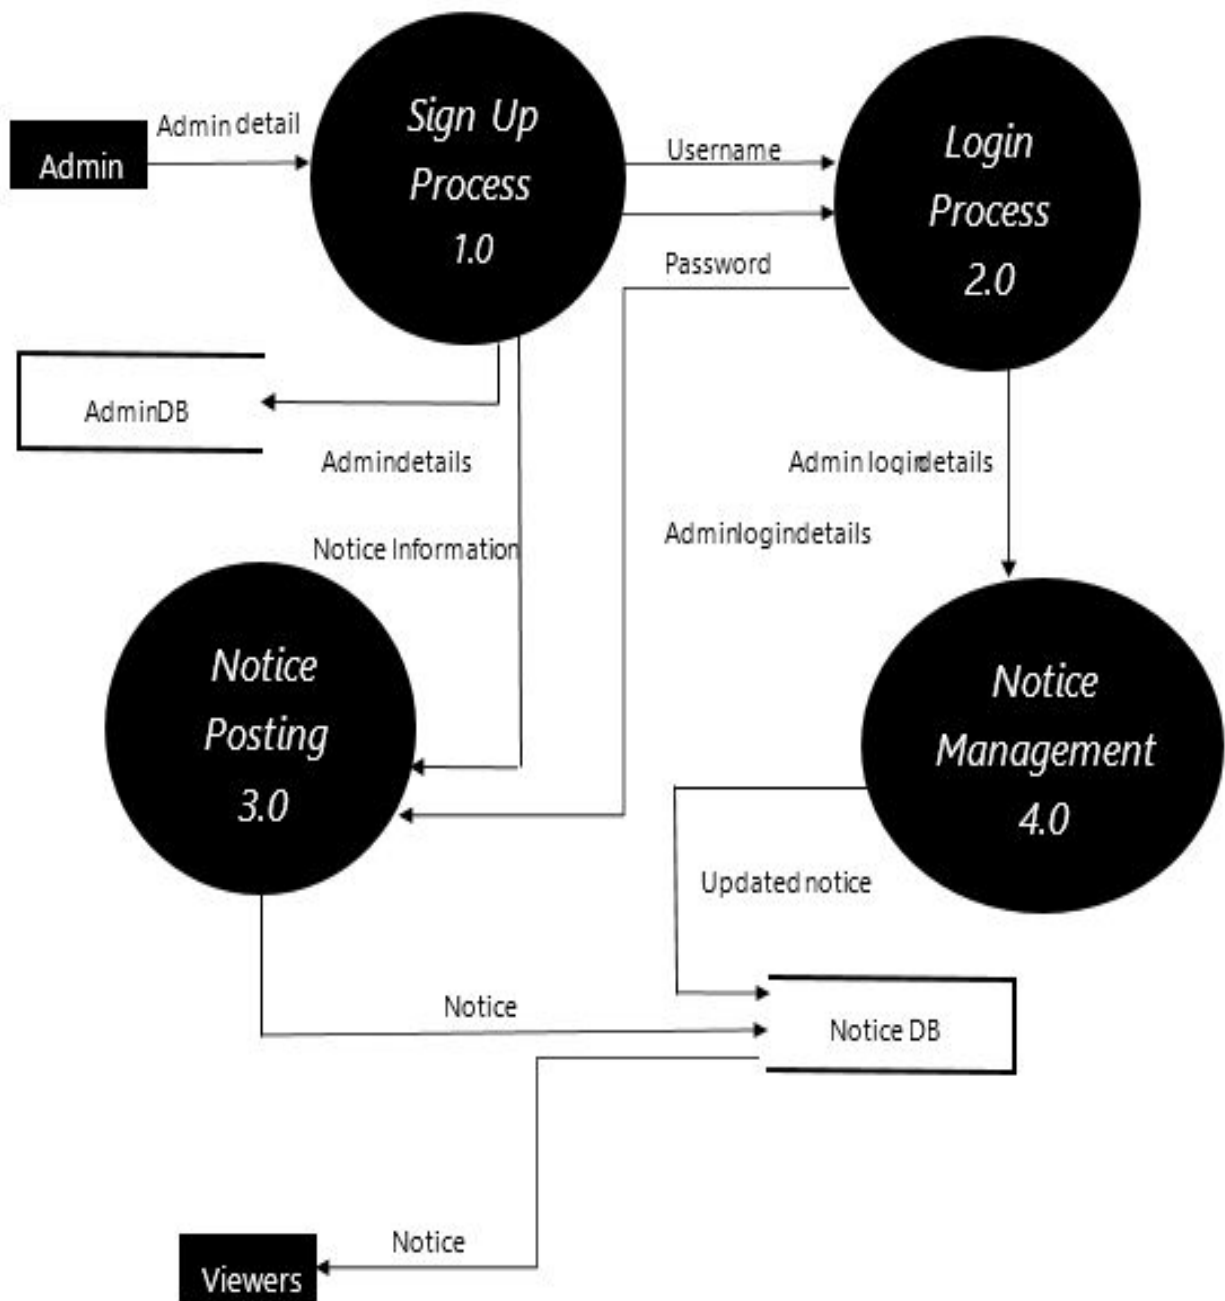 Sign Up
Process
1.0
Login
Process
2.0
Admin
Admin detail
Username
Password
AdminDB
Admindetails
Admin logindetails
Adminlogindetails
Notice Information
Notice
Posting
3.0
Notice
Management
4.0
Updated notice
Notice
Notice DB
Notice
Viewers